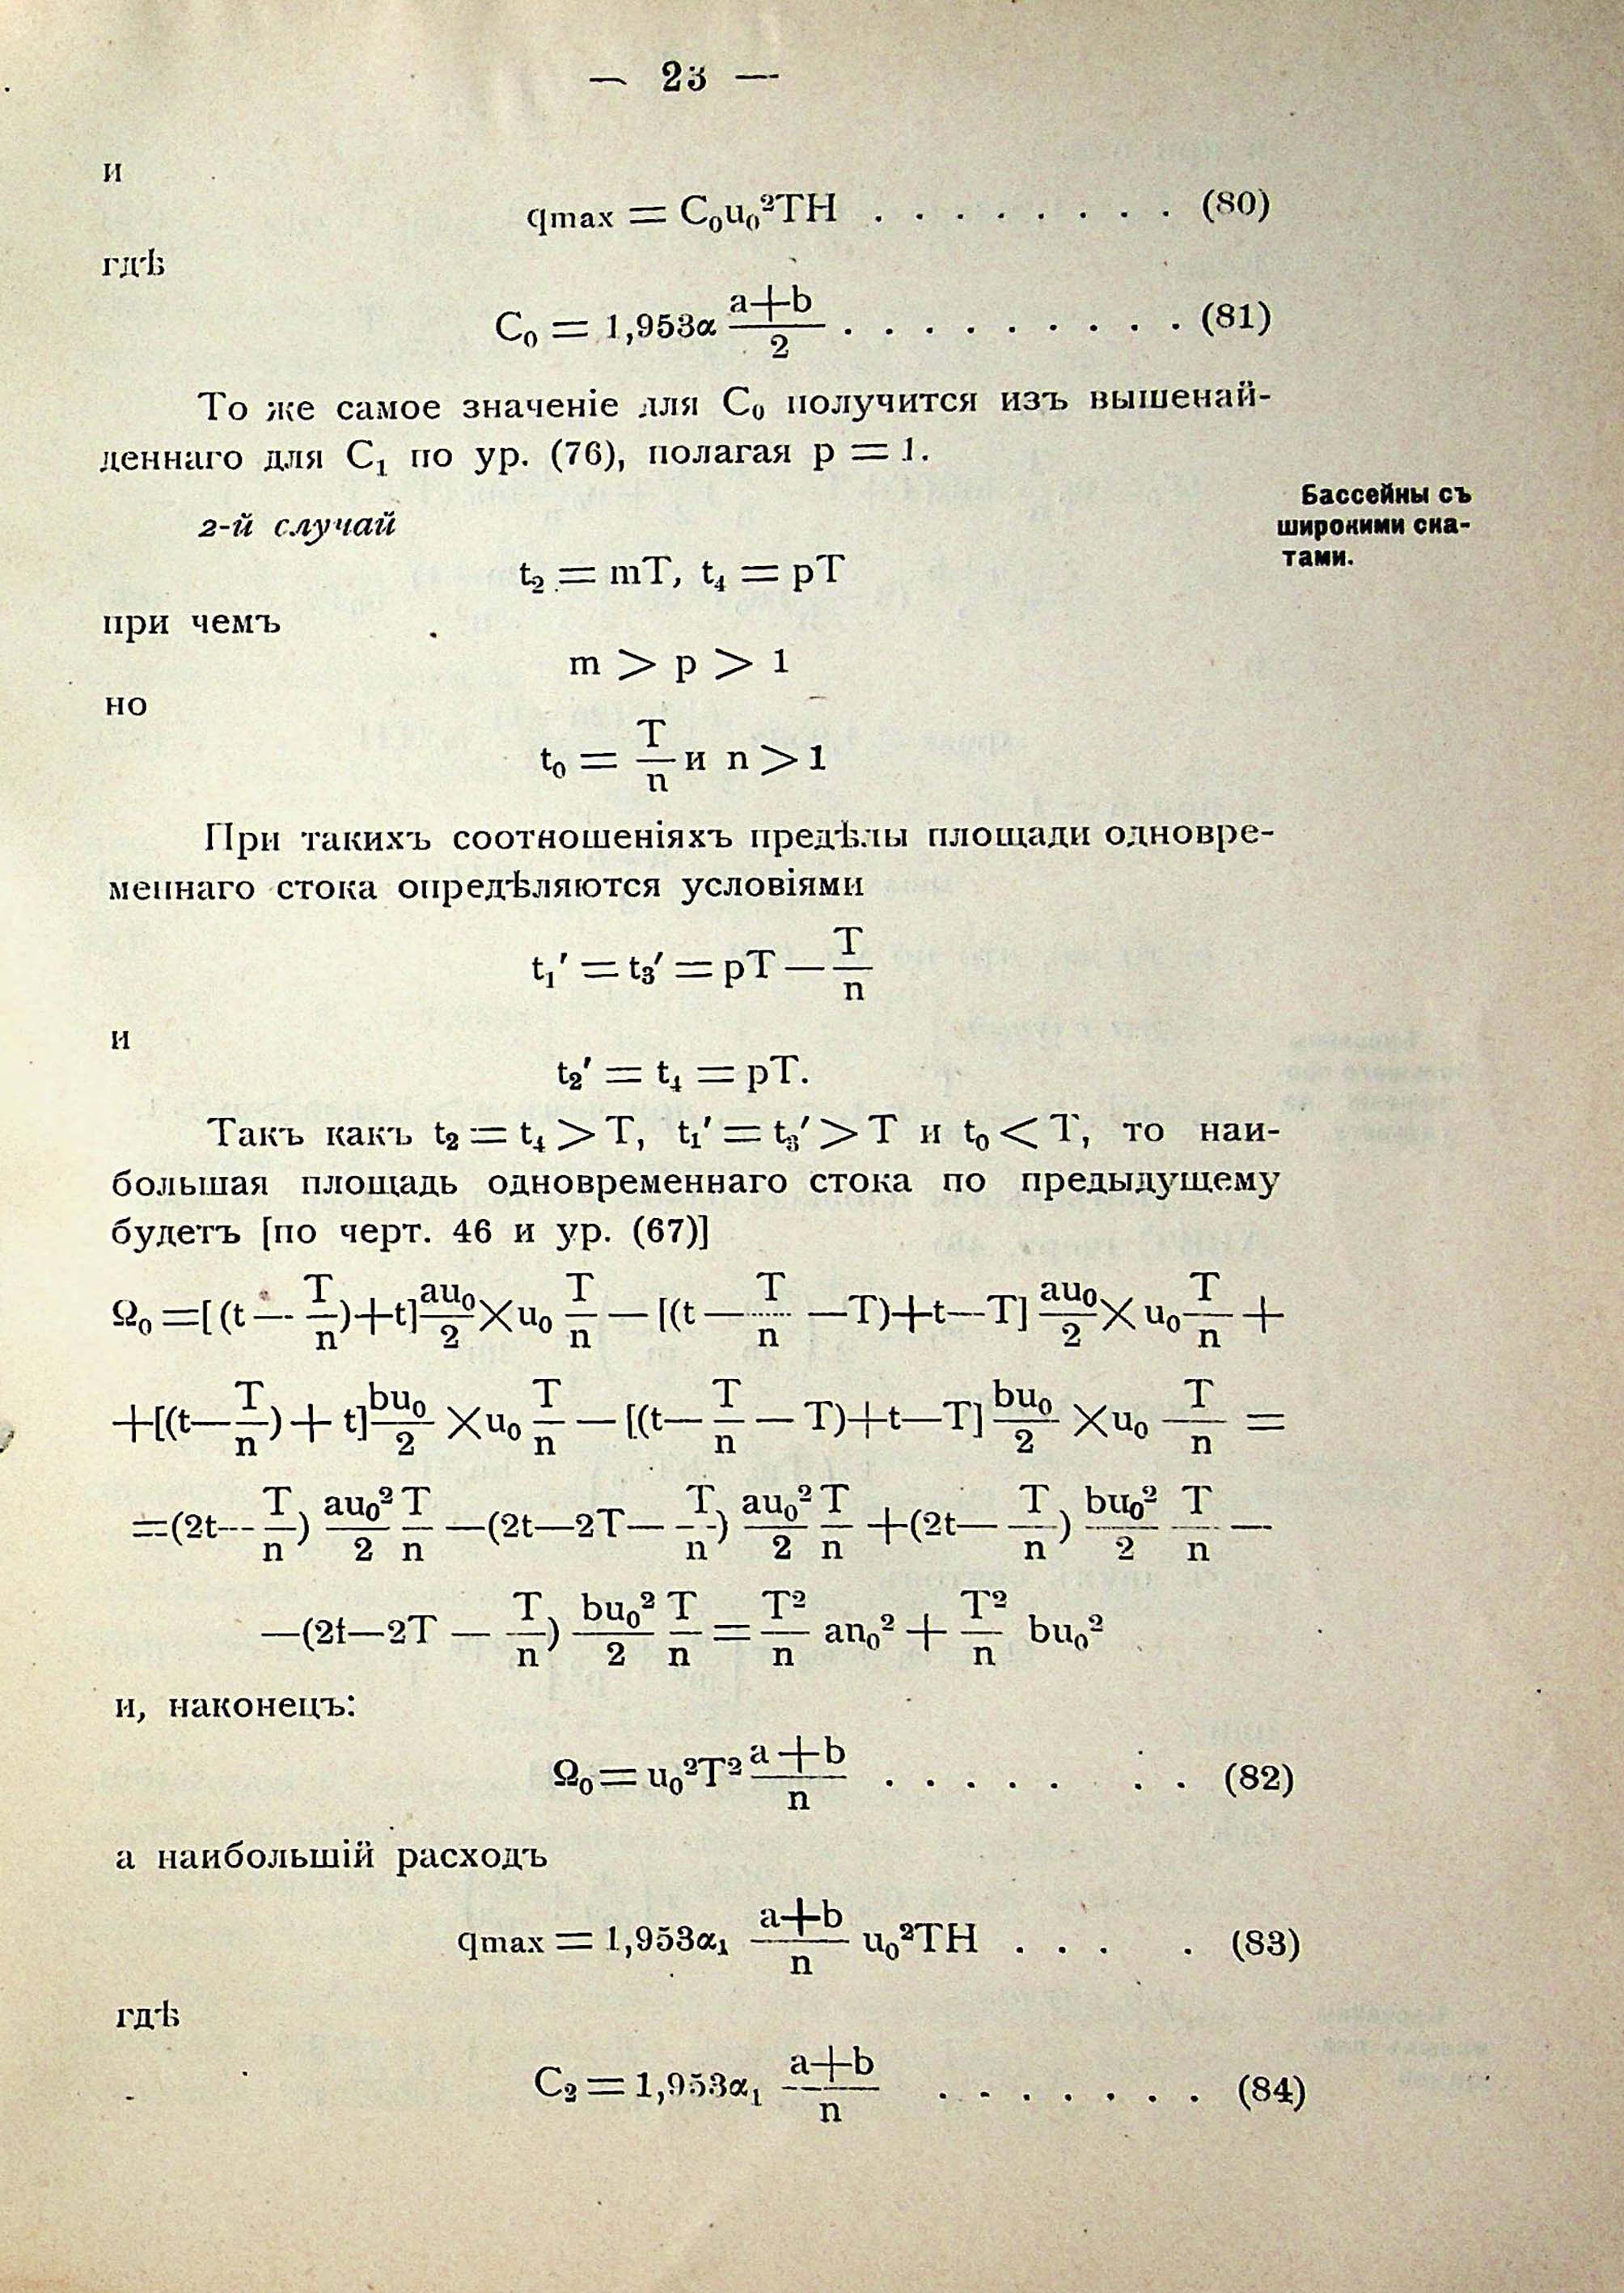 — 23 —
и
qmax = C₀u₀²TH . . . . . . . . (80)
гдѣ
C₀ = 1,953α (a+b)/2 . . . . . . . . . (81)
То же самое значеніе для C₀ получится изъ вышенай-
деннаго для C₁ по ур. (76), полагая p = 1.
Бассейны съ
широкими ска-
тами.
2-й случай
t₂ = mT, t₄ = pT
при чемъ
m > p > 1
но
t₀ = T/n и n > 1
При такихъ соотношеніяхъ предѣлы площади одновре-
меннаго стока опредѣляются условіями
t₁′ = t₃′ = pT — T/n
и
t₂′ = t₄ = pT.
Такъ какъ t₂ = t₄ > T, t₁′ = t₃′ > T и t₀ < T, то наи-
большая площадь одновременнаго стока по предыдущему
будетъ [по черт. 46 и ур. (67)]
Ω₀ = [(t — T/n)+t] au₀/2 × u₀ T/n — [(t — T/n — T)+t—T] au₀/2 × u₀ T/n +
+[(t — T/n) + t] bu₀/2 × u₀ T/n — [(t — T/n — T)+t—T] bu₀/2 × u₀ T/n =
=(2t — T/n) au₀²/2 T/n — (2t—2T — T/n) au₀²/2 T/n + (2t — T/n) bu₀²/2 T/n —
—(2t—2T — T/n) bu₀²/2 T/n = T²/n an₀² + T²/n bu₀²
и, наконецъ:
Ω₀ = u₀²T² (a+b)/n . . . . . . . (82)
а наибольшій расходъ
qmax = 1,953α₁ (a+b)/n u₀²TH . . . . (83)
гдѣ
C₂ = 1,953α₁ (a+b)/n . . . . . . . (84)